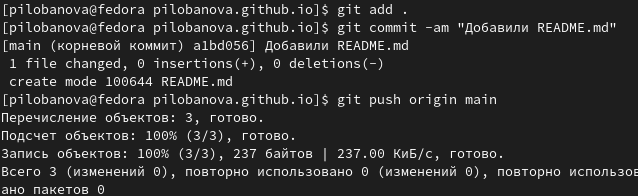 [pilobanova@fedora pilobanova.github.io]$ git add .
[pilobanova@fedora pilobanova.github.io]$ git commit -am "Добавили README.md"
[main (корневой коммит) a1bd056] Добавили README.md
 1 file changed, 0 insertions(+), 0 deletions(-)
 create mode 100644 README.md
[pilobanova@fedora pilobanova.github.io]$ git push origin main
Перечисление объектов: 3, готово.
Подсчет объектов: 100% (3/3), готово.
Запись объектов: 100% (3/3), 237 байтов | 237.00 КиБ/с, готово.
Всего 3 (изменений 0), повторно использовано 0 (изменений 0), повторно использов
ано пакетов 0